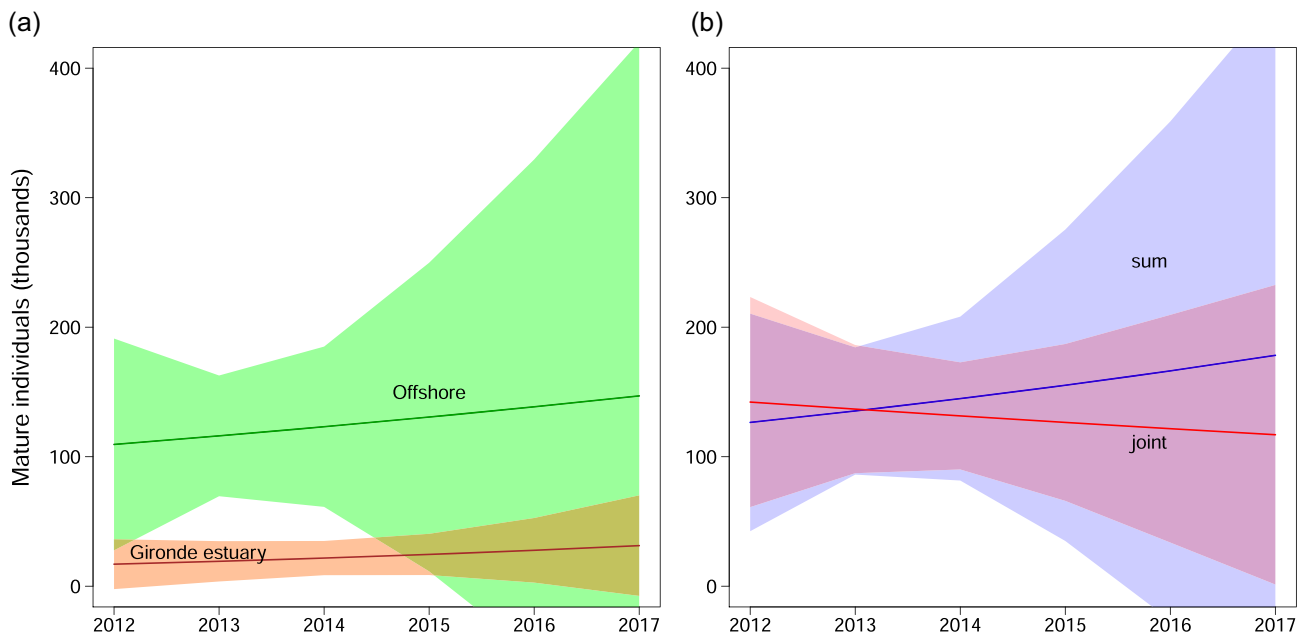 (a)
Mature individuals (thousands)
400
300
200
100
0
Offshore
Gironde estuary
2012 2013 2014 2015 2016 2017
(b)
400
300
200
100
0
sum
joint
2012 2013 2014 2015 2016 2017